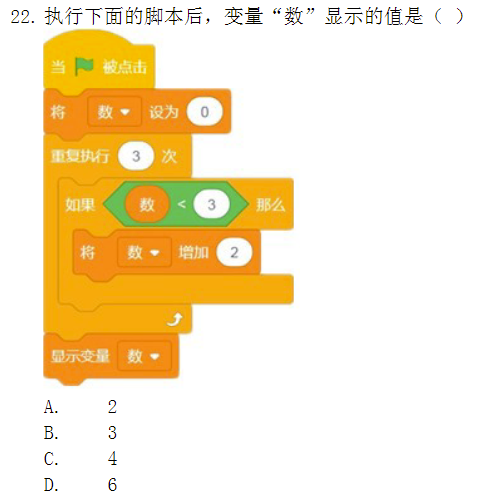 22. 执行下面的脚本后，变量“数”显示的值是（ ）
当 被点击
将 数 设为 0
重复执行 3 次
如果 数 < 3 那么
将 数 增加 2
显示变量 数
A. 2
B. 3
C. 4
D. 6